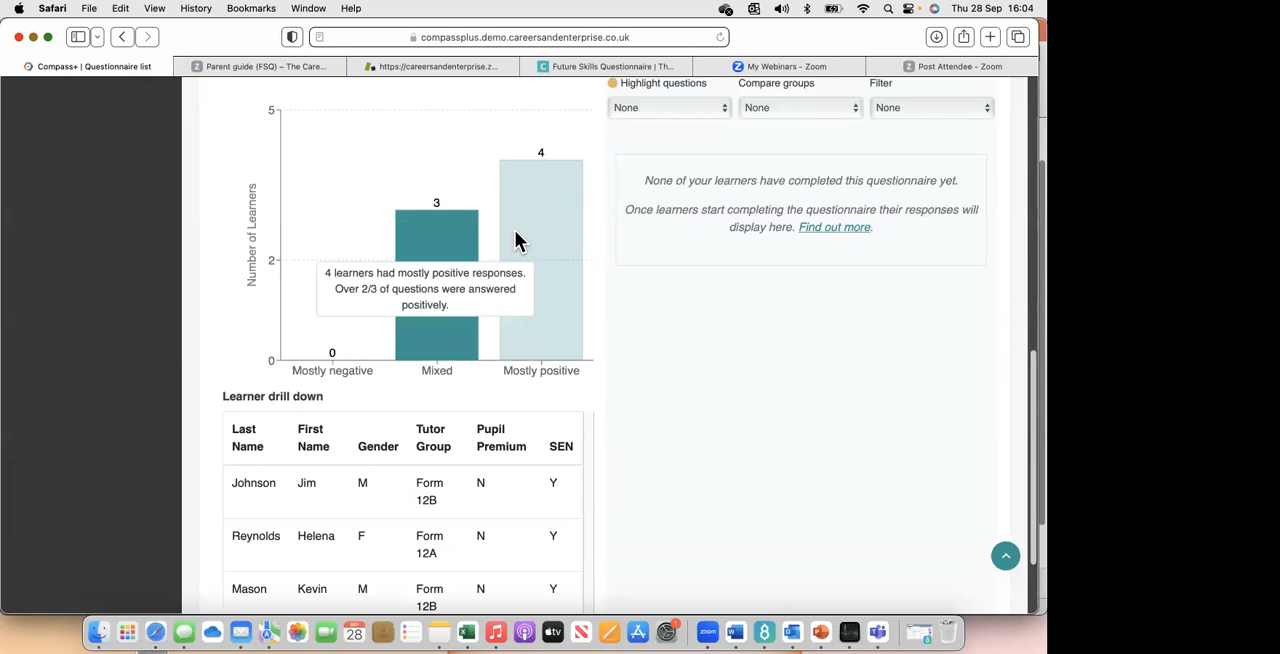 Safari File Edit View History Bookmarks Window Help Thu 28 Sep 16:04
compassplus.demo.careersandenterprise.co.uk
Compass+ | Questionnaire list
Parent guide (FSQ) – The Care...
https://careersandenterprise.z...
Future Skills Questionnaire | Th...
My Webinars - Zoom
Post Attendee - Zoom
5
2
0
Number of Learners
0
3
4
4 learners had mostly positive responses.
Over 2/3 of questions were answered
positively.
Mostly negative Mixed Mostly positive
Learner drill down
Last Name First Name Gender Tutor Group Pupil Premium SEN
Johnson Jim M Form 12B N Y
Reynolds Helena F Form 12A N Y
Mason Kevin M Form 12B N Y
Highlight questions Compare groups Filter
None None None
None of your learners have completed this questionnaire yet.
Once learners start completing the questionnaire their responses will
display here. Find out more.
SEP
28
tv
zoom